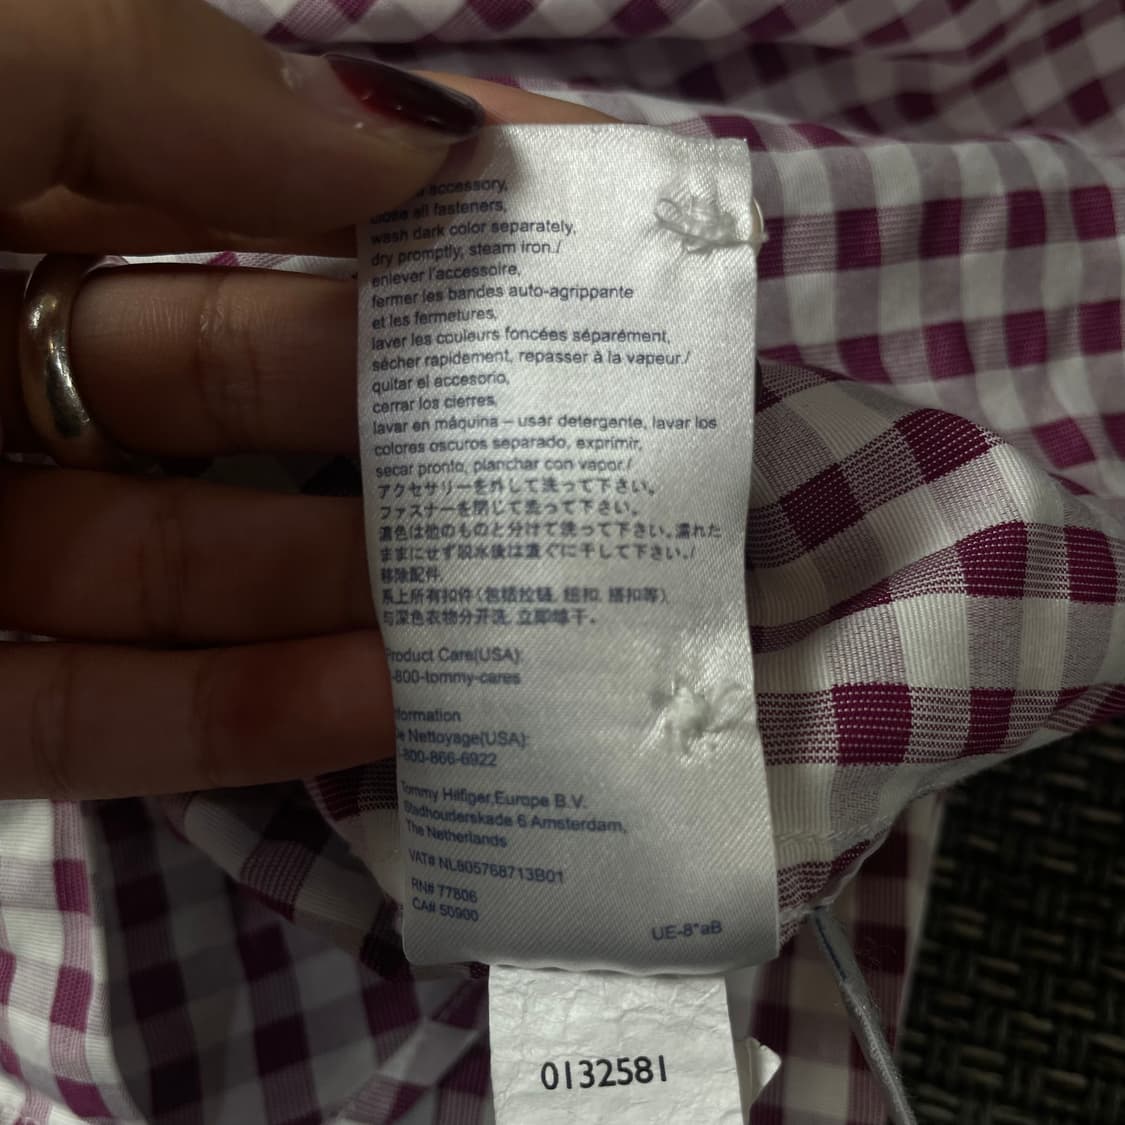 accessory,
close all fasteners,
wash dark color separately,
dry promptly, steam iron./
enlever l'accessoire,
fermer les bandes auto-agrippante
et les fermetures,
laver les couleurs foncées séparément,
sécher rapidement, repasser à la vapeur./
quitar el accesorio,
cerrar los cierres,
lavar en máquina – usar detergente, lavar los
colores oscuros separado, exprimir,
secar pronto, planchar con vapor./
アクセサリーを外して洗って下さい。
ファスナーを閉じて洗って下さい。
濃色は他のものと分けて洗って下さい。濡れた
ままにせず脱水後は直ぐに干して下さい。/
移除配件,
系上所有扣件(包括拉链, 纽扣, 搭扣等),
与深色衣物分开洗, 立即晾干。
Product Care(USA):
-800-tommy-cares
formation
e Nettoyage(USA):
-800-866-6922
Tommy Hilfiger,Europe B.V.
Stadhouderskade 6 Amsterdam,
The Netherlands
VAT# NL805768713B01
RN# 77806
CA# 50900
UE-8"aB
0132581